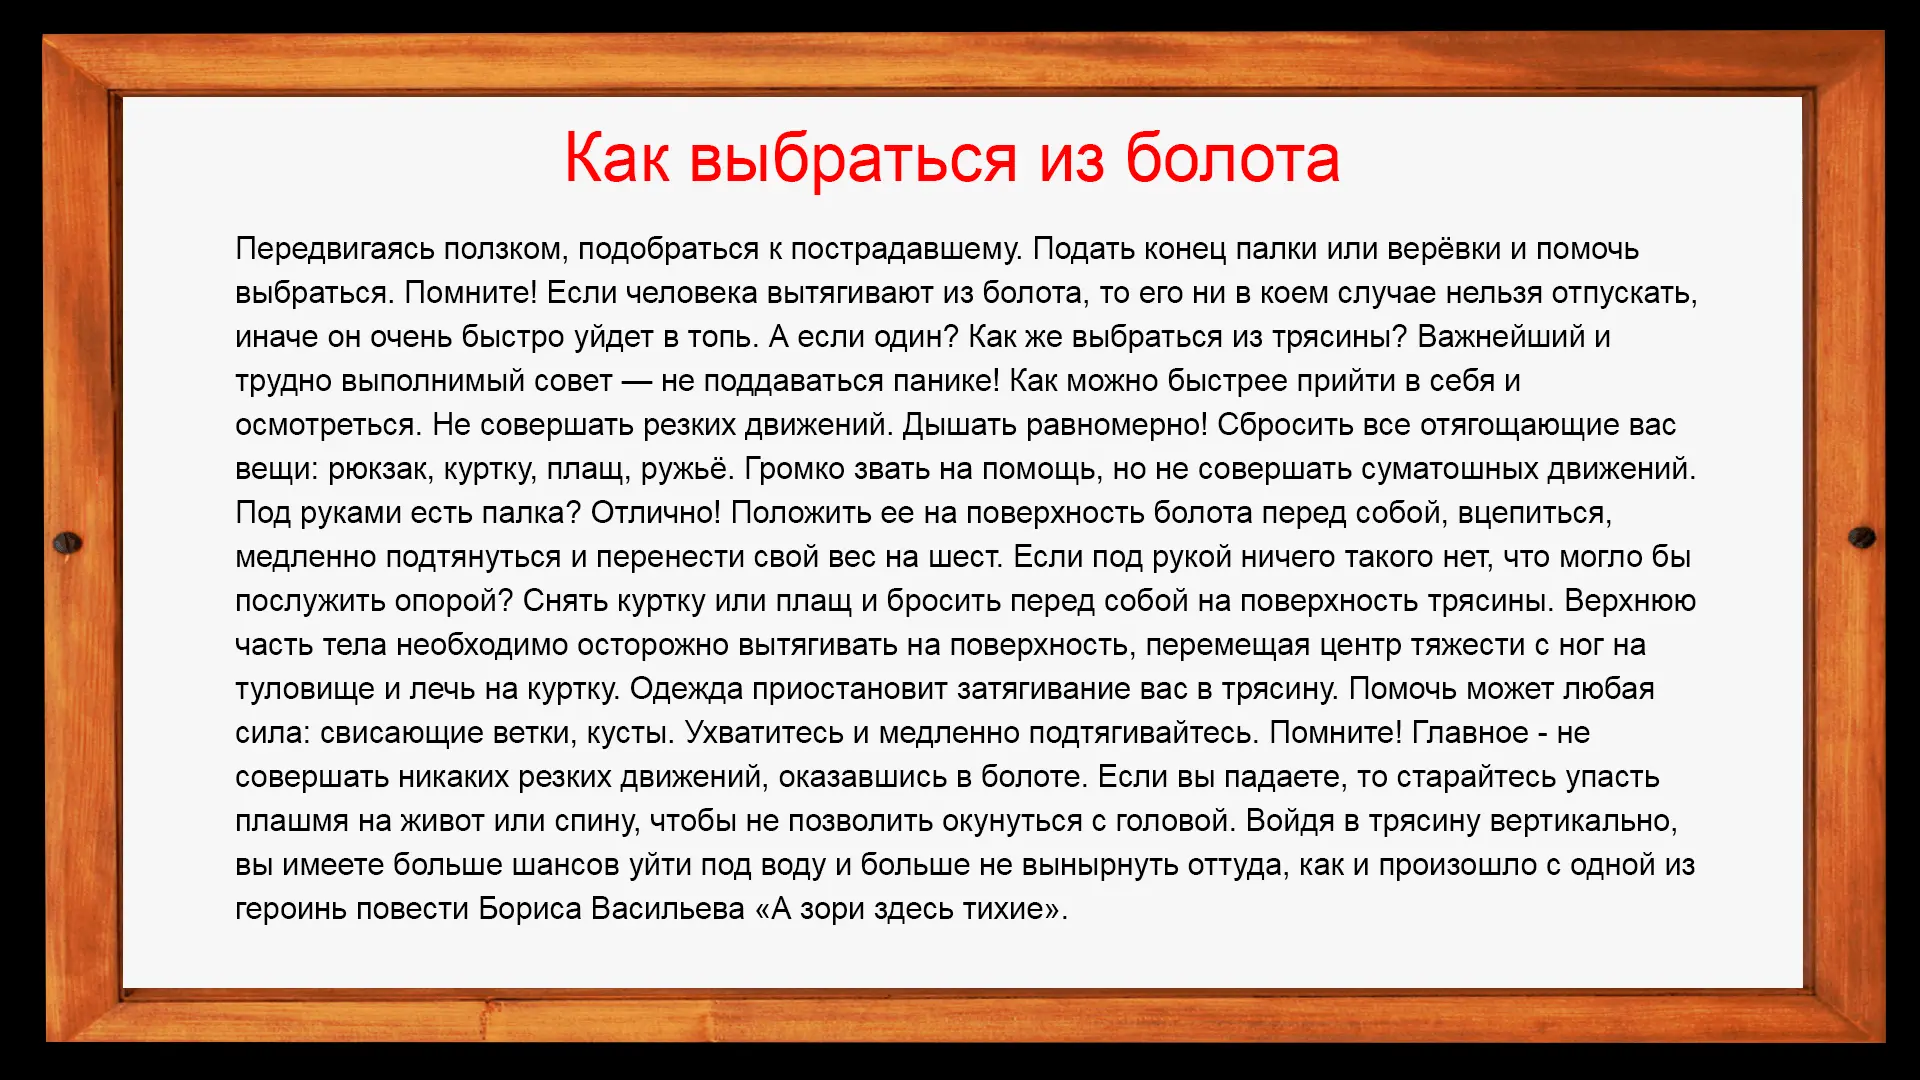 Как выбраться из болота
Передвигаясь ползком, подобраться к пострадавшему. Подать конец палки или верёвки и помочь
выбраться. Помните! Если человека вытягивают из болота, то его ни в коем случае нельзя отпускать,
иначе он очень быстро уйдет в топь. А если один? Как же выбраться из трясины? Важнейший и
трудно выполнимый совет — не поддаваться панике! Как можно быстрее прийти в себя и
осмотреться. Не совершать резких движений. Дышать равномерно! Сбросить все отягощающие вас
вещи: рюкзак, куртку, плащ, ружьё. Громко звать на помощь, но не совершать суматошных движений.
Под руками есть палка? Отлично! Положить ее на поверхность болота перед собой, вцепиться,
медленно подтянуться и перенести свой вес на шест. Если под рукой ничего такого нет, что могло бы
послужить опорой? Снять куртку или плащ и бросить перед собой на поверхность трясины. Верхнюю
часть тела необходимо осторожно вытягивать на поверхность, перемещая центр тяжести с ног на
туловище и лечь на куртку. Одежда приостановит затягивание вас в трясину. Помочь может любая
сила: свисающие ветки, кусты. Ухватитесь и медленно подтягивайтесь. Помните! Главное - не
совершать никаких резких движений, оказавшись в болоте. Если вы падаете, то старайтесь упасть
плашмя на живот или спину, чтобы не позволить окунуться с головой. Войдя в трясину вертикально,
вы имеете больше шансов уйти под воду и больше не вынырнуть оттуда, как и произошло с одной из
героинь повести Бориса Васильева «А зори здесь тихие».